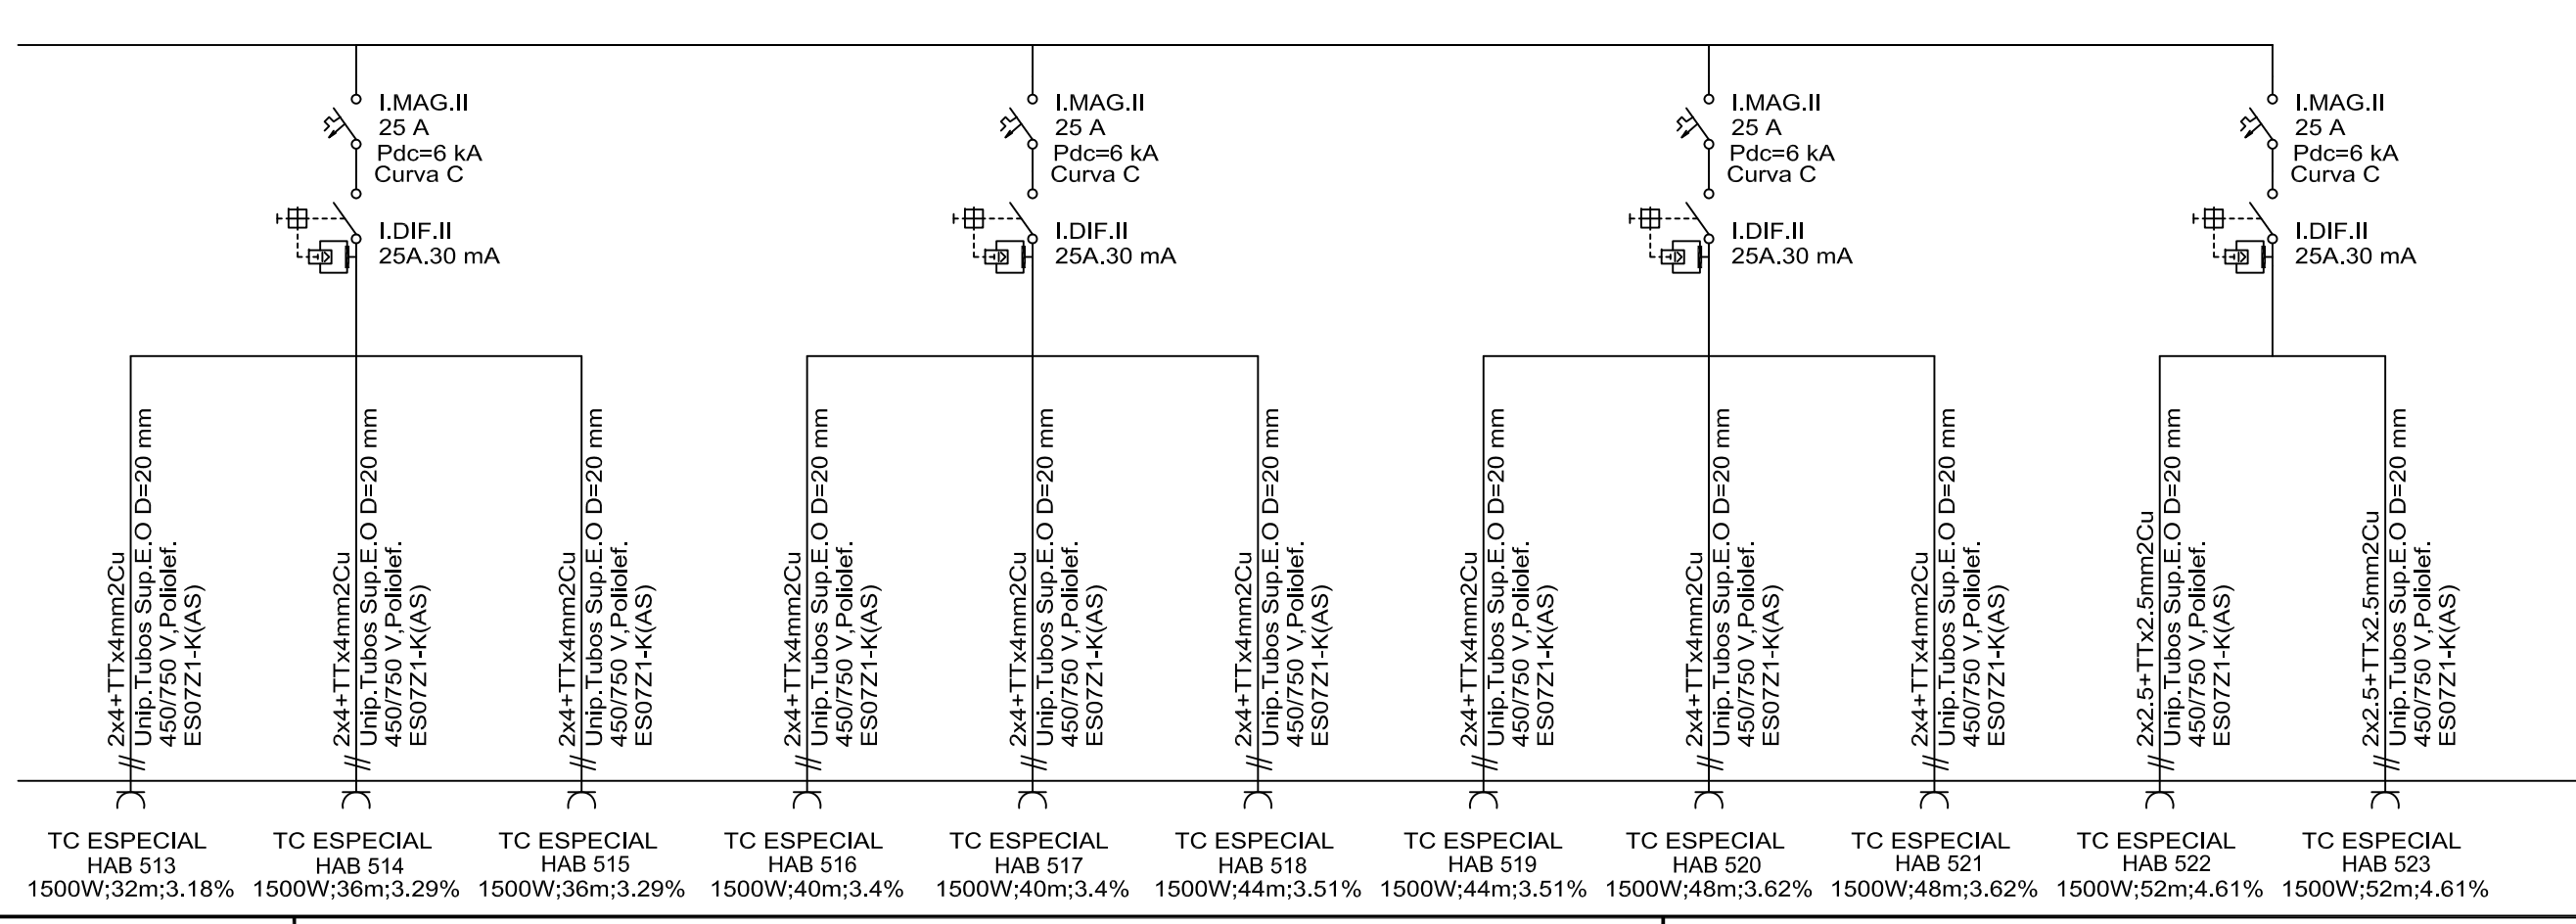 I.MAG.II
25 A
Pdc=6 kA
Curva C
I.DIF.II
25A.30 mA
I.MAG.II
25 A
Pdc=6 kA
Curva C
I.DIF.II
25A.30 mA
I.MAG.II
25 A
Pdc=6 kA
Curva C
I.DIF.II
25A.30 mA
I.MAG.II
25 A
Pdc=6 kA
Curva C
I.DIF.II
25A.30 mA
2x4+TTx4mm2Cu
Unip.Tubos Sup.E.O D=20 mm
450/750 V,Poliolef.
ES07Z1-K(AS)
2x4+TTx4mm2Cu
Unip.Tubos Sup.E.O D=20 mm
450/750 V,Poliolef.
ES07Z1-K(AS)
2x4+TTx4mm2Cu
Unip.Tubos Sup.E.O D=20 mm
450/750 V,Poliolef.
ES07Z1-K(AS)
2x4+TTx4mm2Cu
Unip.Tubos Sup.E.O D=20 mm
450/750 V,Poliolef.
ES07Z1-K(AS)
2x4+TTx4mm2Cu
Unip.Tubos Sup.E.O D=20 mm
450/750 V,Poliolef.
ES07Z1-K(AS)
2x4+TTx4mm2Cu
Unip.Tubos Sup.E.O D=20 mm
450/750 V,Poliolef.
ES07Z1-K(AS)
2x4+TTx4mm2Cu
Unip.Tubos Sup.E.O D=20 mm
450/750 V,Poliolef.
ES07Z1-K(AS)
2x4+TTx4mm2Cu
Unip.Tubos Sup.E.O D=20 mm
450/750 V,Poliolef.
ES07Z1-K(AS)
2x4+TTx4mm2Cu
Unip.Tubos Sup.E.O D=20 mm
450/750 V,Poliolef.
ES07Z1-K(AS)
2x2.5+TTx2.5mm2Cu
Unip.Tubos Sup.E.O D=20 mm
450/750 V,Poliolef.
ES07Z1-K(AS)
2x2.5+TTx2.5mm2Cu
Unip.Tubos Sup.E.O D=20 mm
450/750 V,Poliolef.
ES07Z1-K(AS)
TC ESPECIAL
HAB 513
1500W;32m;3.18%
TC ESPECIAL
HAB 514
1500W;36m;3.29%
TC ESPECIAL
HAB 515
1500W;36m;3.29%
TC ESPECIAL
HAB 516
1500W;40m;3.4%
TC ESPECIAL
HAB 517
1500W;40m;3.4%
TC ESPECIAL
HAB 518
1500W;44m;3.51%
TC ESPECIAL
HAB 519
1500W;44m;3.51%
TC ESPECIAL
HAB 520
1500W;48m;3.62%
TC ESPECIAL
HAB 521
1500W;48m;3.62%
TC ESPECIAL
HAB 522
1500W;52m;4.61%
TC ESPECIAL
HAB 523
1500W;52m;4.61%